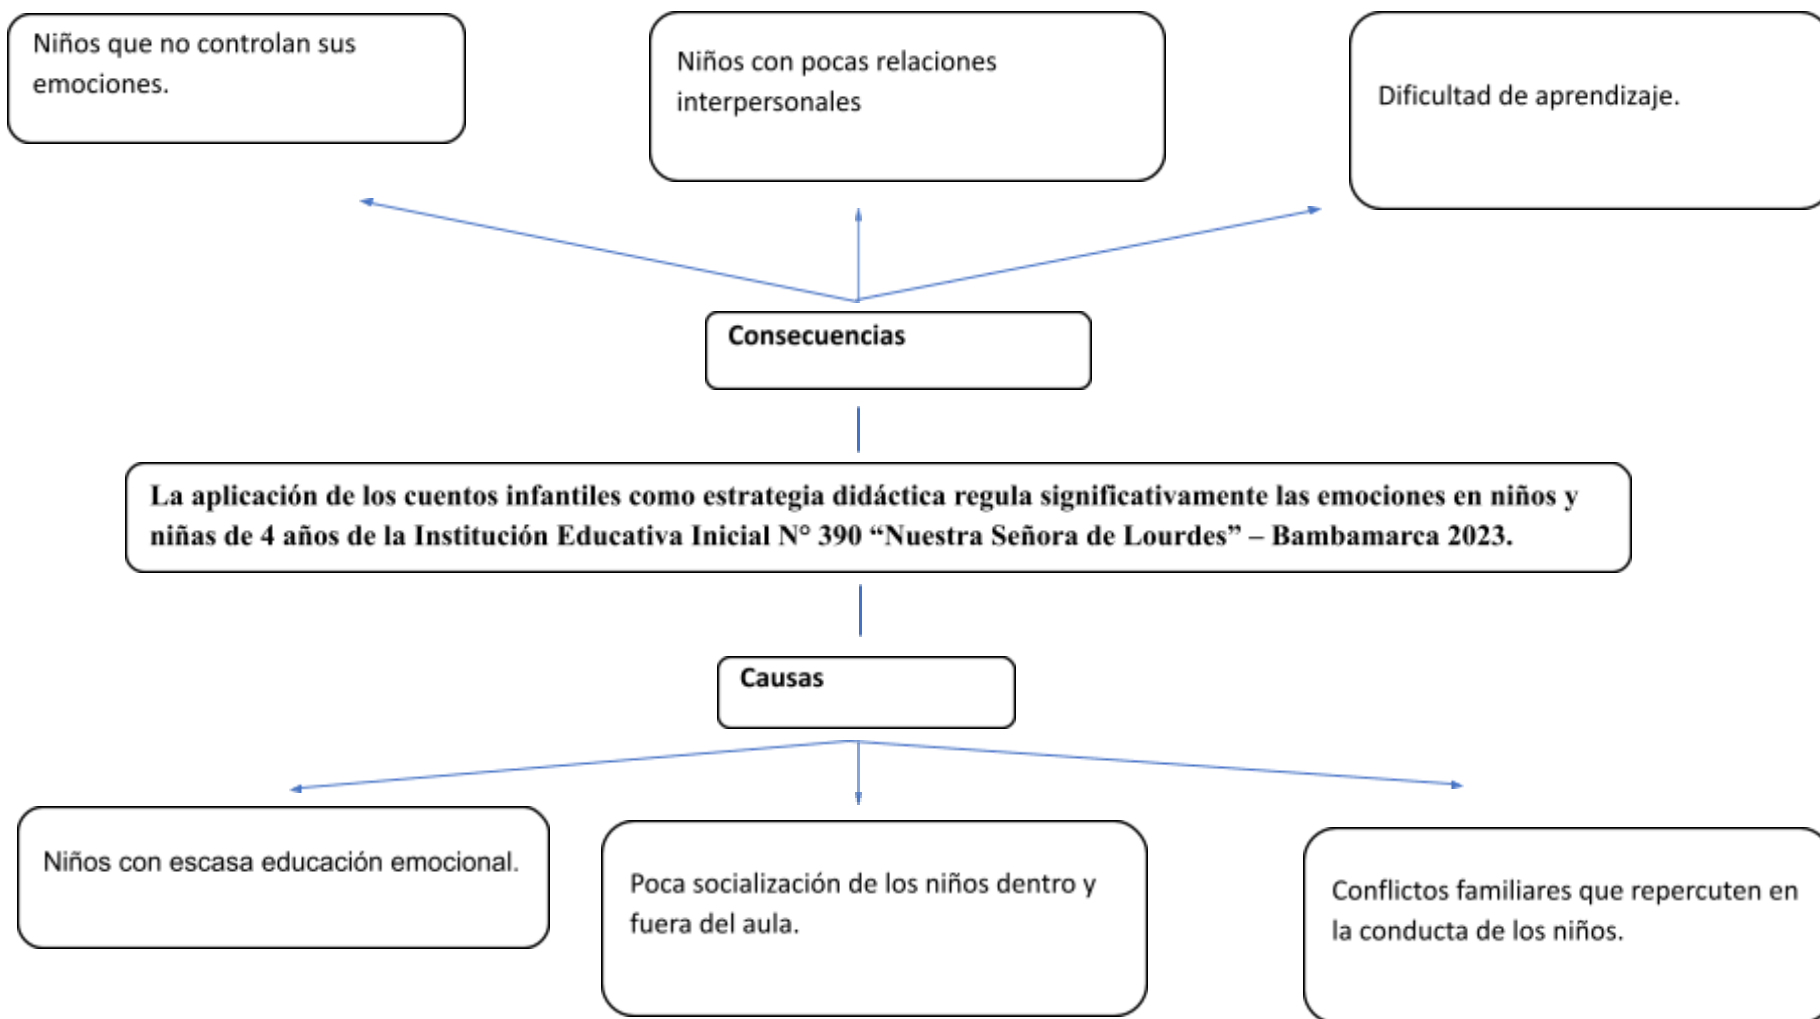 Niños que no controlan sus
emociones.
Niños con pocas relaciones
interpersonales
Dificultad de aprendizaje.
Consecuencias
La aplicación de los cuentos infantiles como estrategia didáctica regula significativamente las emociones en niños y
niñas de 4 años de la Institución Educativa Inicial N° 390 “Nuestra Señora de Lourdes” – Bambamarca 2023.
Causas
Niños con escasa educación emocional.
Poca socialización de los niños dentro y
fuera del aula.
Conflictos familiares que repercuten en
la conducta de los niños.